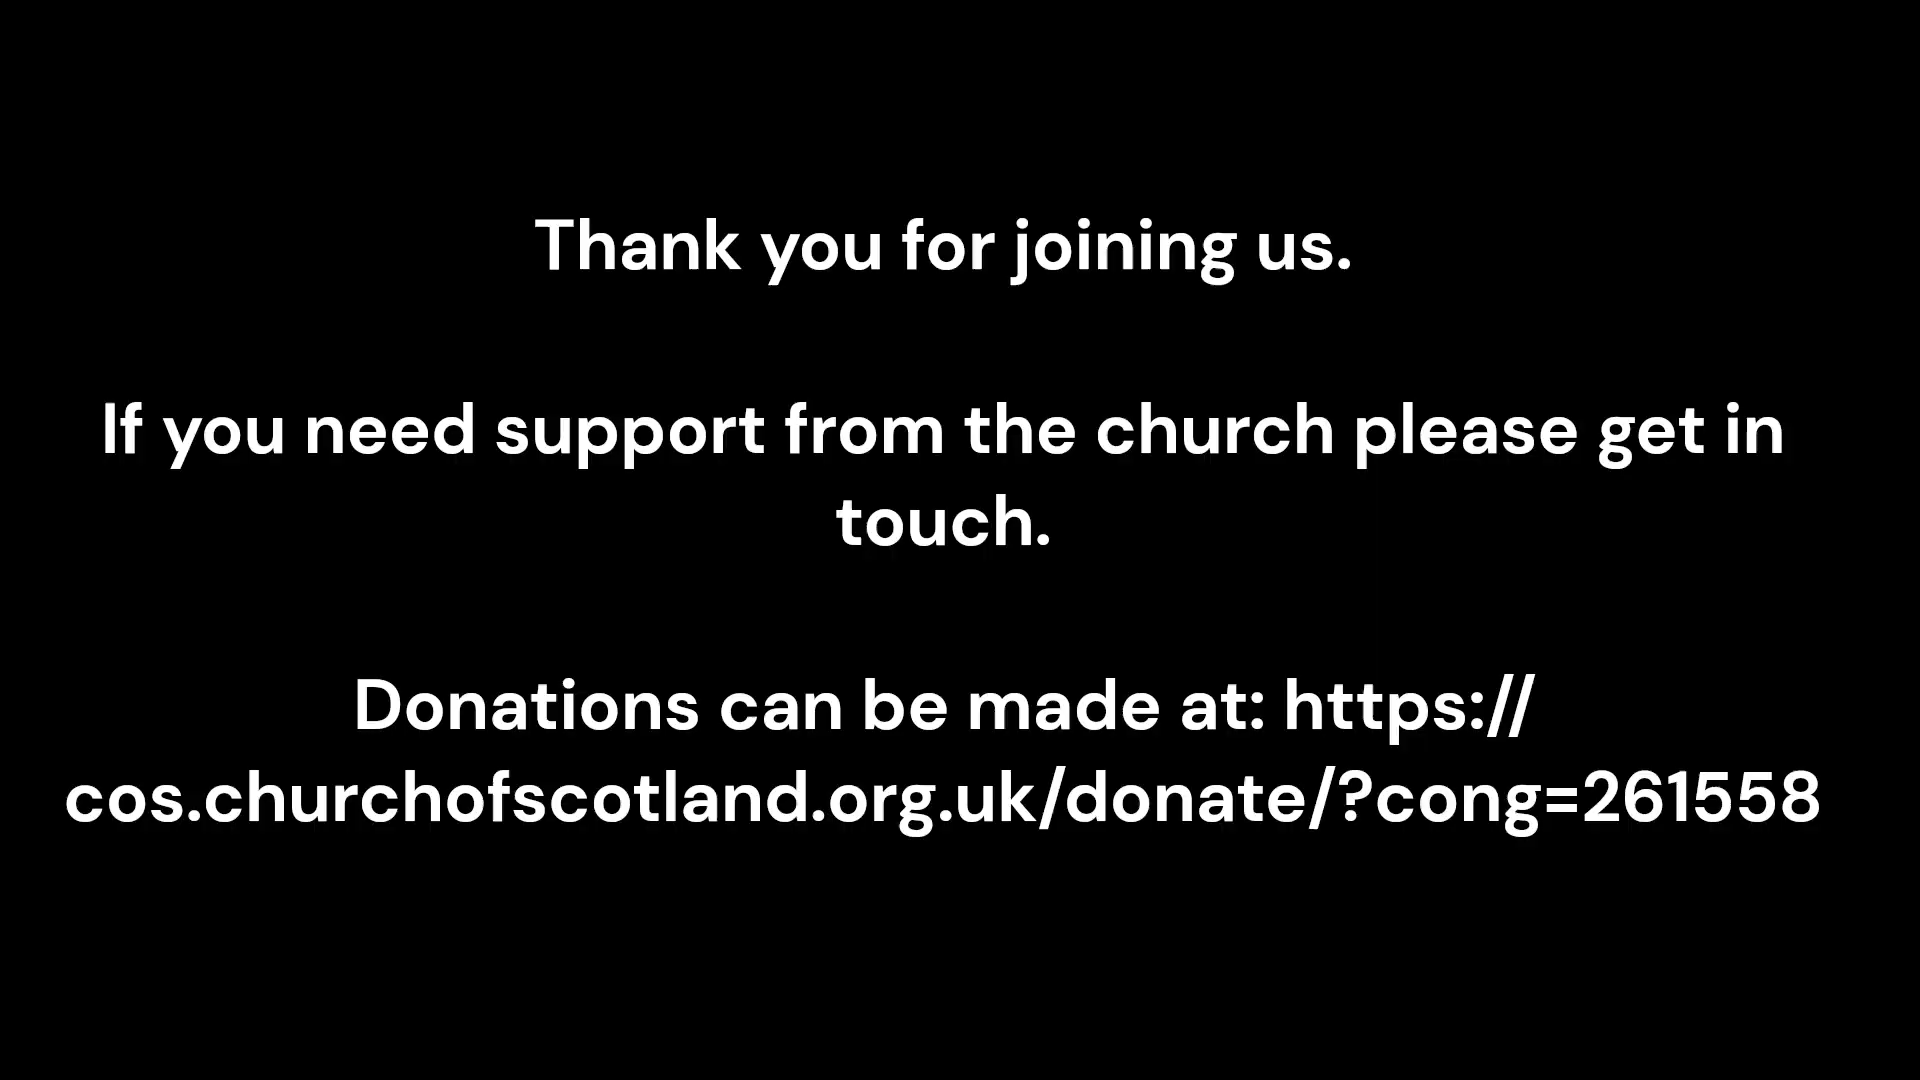 Thank you for joining us.
If you need support from the church please get in
touch.
Donations can be made at: https://
cos.churchofscotland.org.uk/donate/?cong=261558